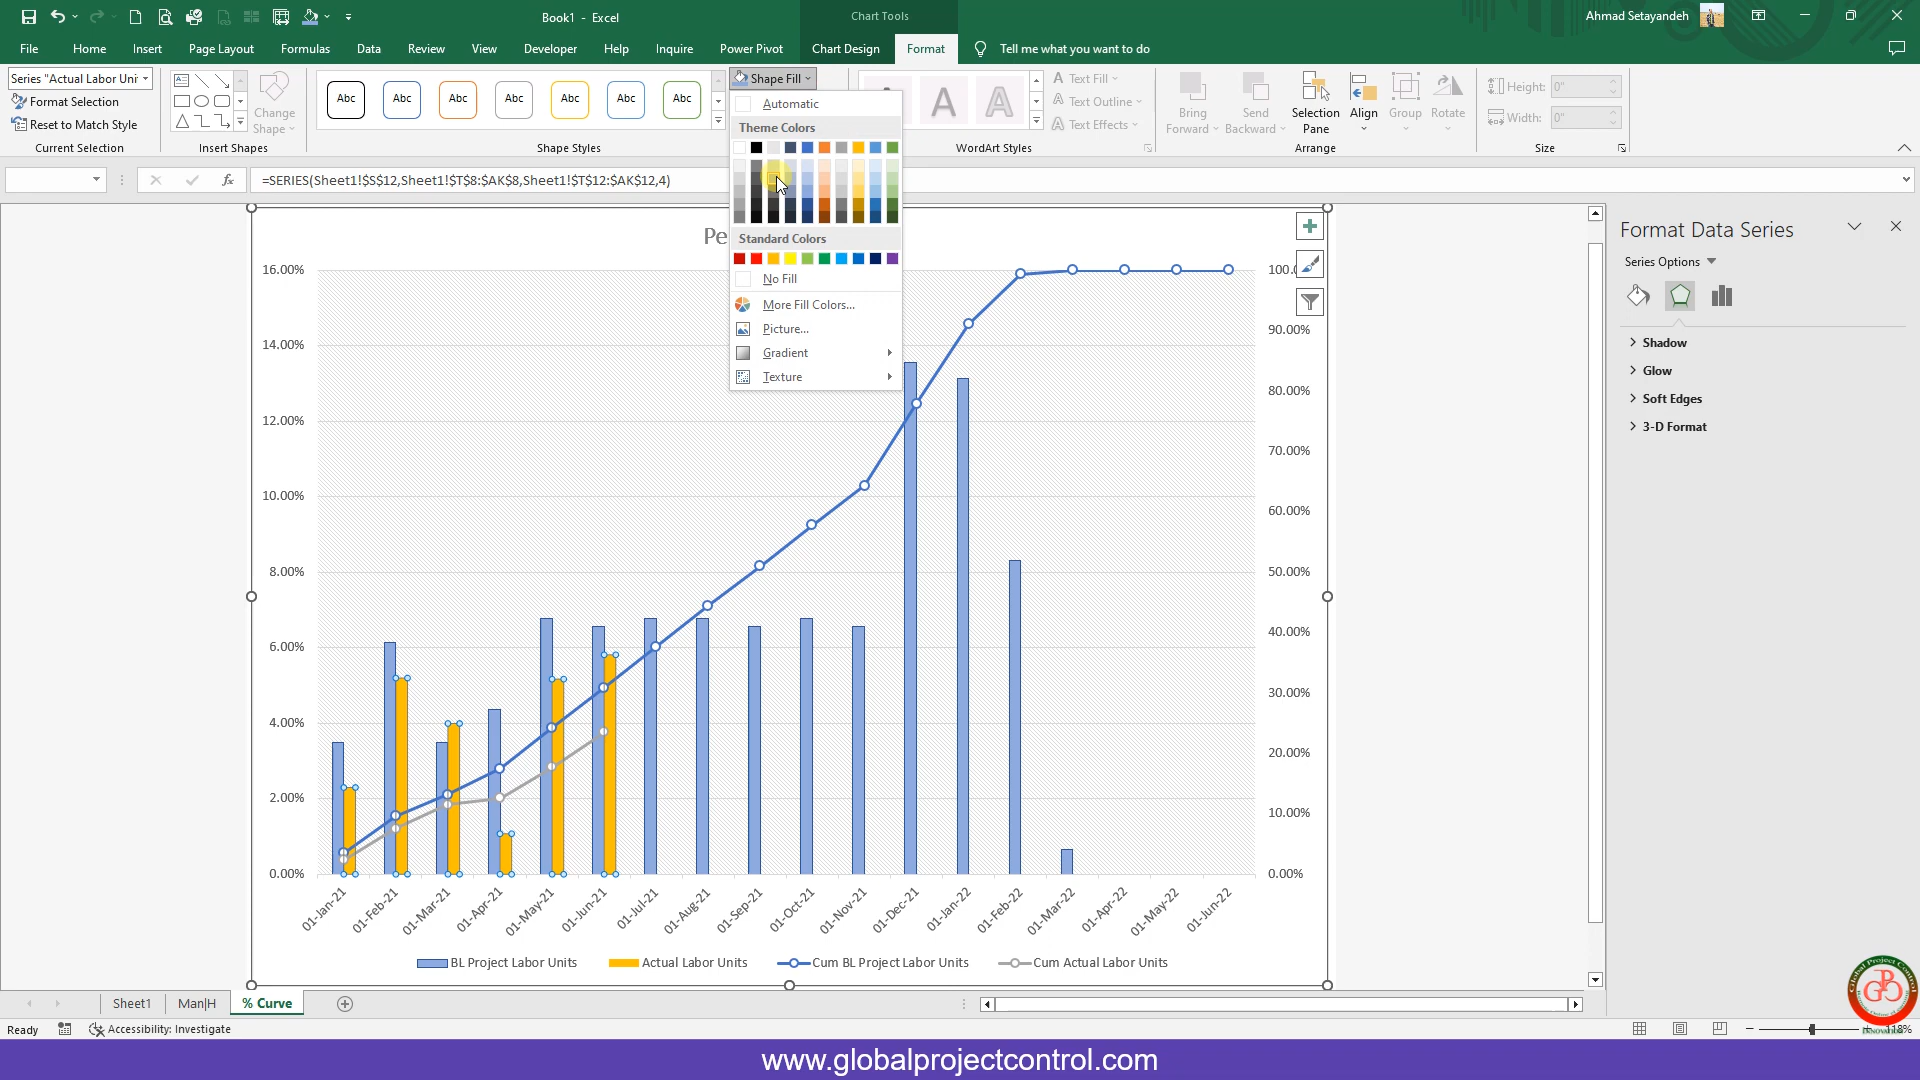 Book1 - Excel
Chart Tools
Ahmad Setayandeh
File Home Insert Page Layout Formulas Data Review View Developer Help Inquire Power Pivot Chart Design Format Tell me what you want to do
Series "Actual Labor Uni
Format Selection
Reset to Match Style
Current Selection
Change
Shape
Insert Shapes
Abc Abc Abc Abc Abc Abc Abc
Shape Styles
Shape Fill
Automatic
Theme Colors
Standard Colors
No Fill
More Fill Colors...
Picture...
Gradient
Texture
Text Fill
Text Outline
Text Effects
WordArt Styles
Bring
Forward
Send
Backward
Selection
Pane
Align
Group
Rotate
Arrange
Height: 0"
Width: 0"
Size
fx
=SERIES(Sheet1!$S$12,Sheet1!$T$8:$AK$8,Sheet1!$T$12:$AK$12,4)
Pe
16.00%
14.00%
12.00%
10.00%
8.00%
6.00%
4.00%
2.00%
0.00%
100.
90.00%
80.00%
70.00%
60.00%
50.00%
40.00%
30.00%
20.00%
10.00%
0.00%
01-Jan-21 01-Feb-21 01-Mar-21 01-Apr-21 01-May-21 01-Jun-21 01-Jul-21 01-Aug-21 01-Sep-21 01-Oct-21 01-Nov-21 01-Dec-21 01-Jan-22 01-Feb-22 01-Mar-22 01-Apr-22 01-May-22 01-Jun-22
BL Project Labor Units Actual Labor Units Cum BL Project Labor Units Cum Actual Labor Units
Format Data Series
Series Options
Shadow
Glow
Soft Edges
3-D Format
Sheet1 Man|H % Curve
Ready Accessibility: Investigate
118%
Global Project Control
GPC
INNOVATION
www.globalprojectcontrol.com